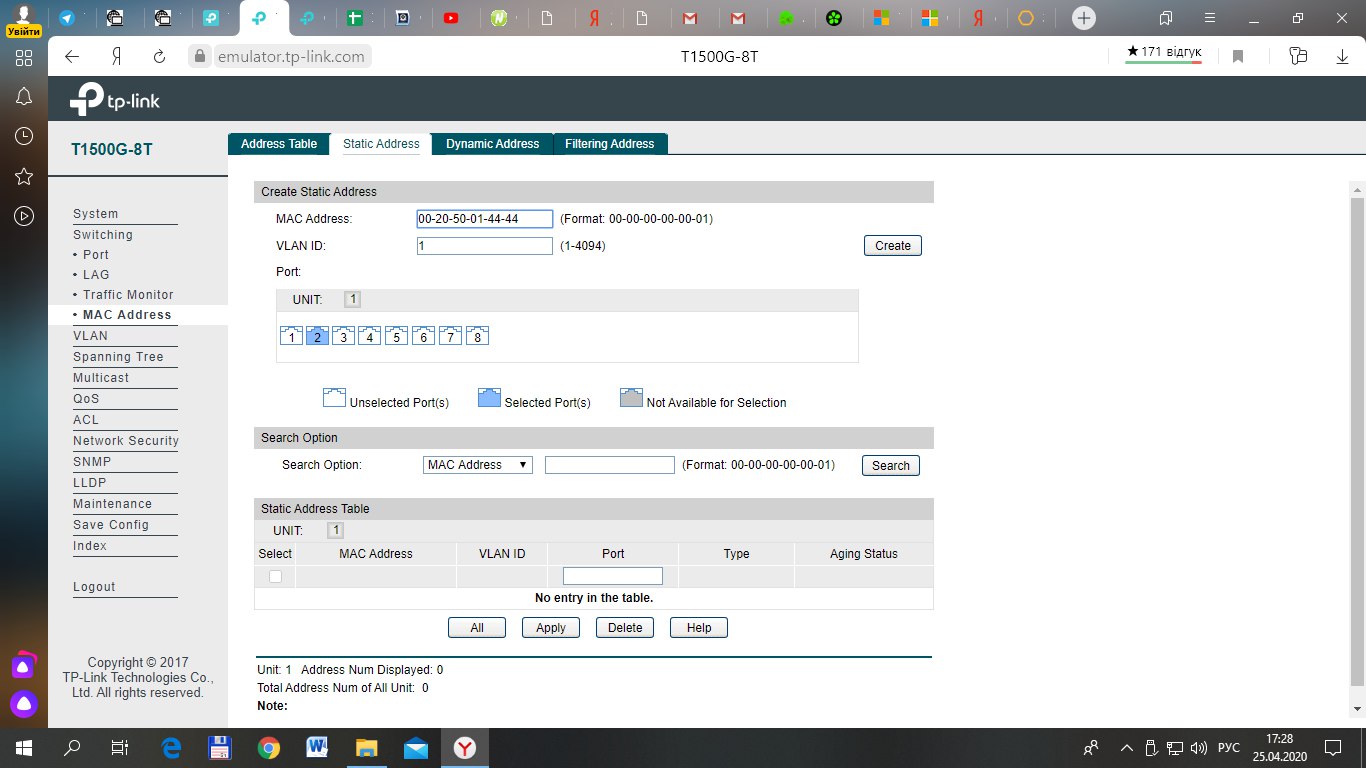 Увійти
emulator.tp-link.com
T1500G-8T
★ 171 відгук
tp-link
T1500G-8T
Address Table
Static Address
Dynamic Address
Filtering Address
System
Switching
• Port
• LAG
• Traffic Monitor
• MAC Address
VLAN
Spanning Tree
Multicast
QoS
ACL
Network Security
SNMP
LLDP
Maintenance
Save Config
Index
Logout
Copyright © 2017
TP-Link Technologies Co.,
Ltd. All rights reserved.
Create Static Address
MAC Address: 00-20-50-01-44-44 (Format: 00-00-00-00-00-01)
VLAN ID: 1 (1-4094) Create
Port:
UNIT: 1
1 2 3 4 5 6 7 8
Unselected Port(s) Selected Port(s) Not Available for Selection
Search Option
Search Option: MAC Address (Format: 00-00-00-00-00-01) Search
Static Address Table
UNIT: 1
Select MAC Address VLAN ID Port Type Aging Status
No entry in the table.
All Apply Delete Help
Unit: 1 Address Num Displayed: 0
Total Address Num of All Unit: 0
Note:
РУС
17:28
25.04.2020